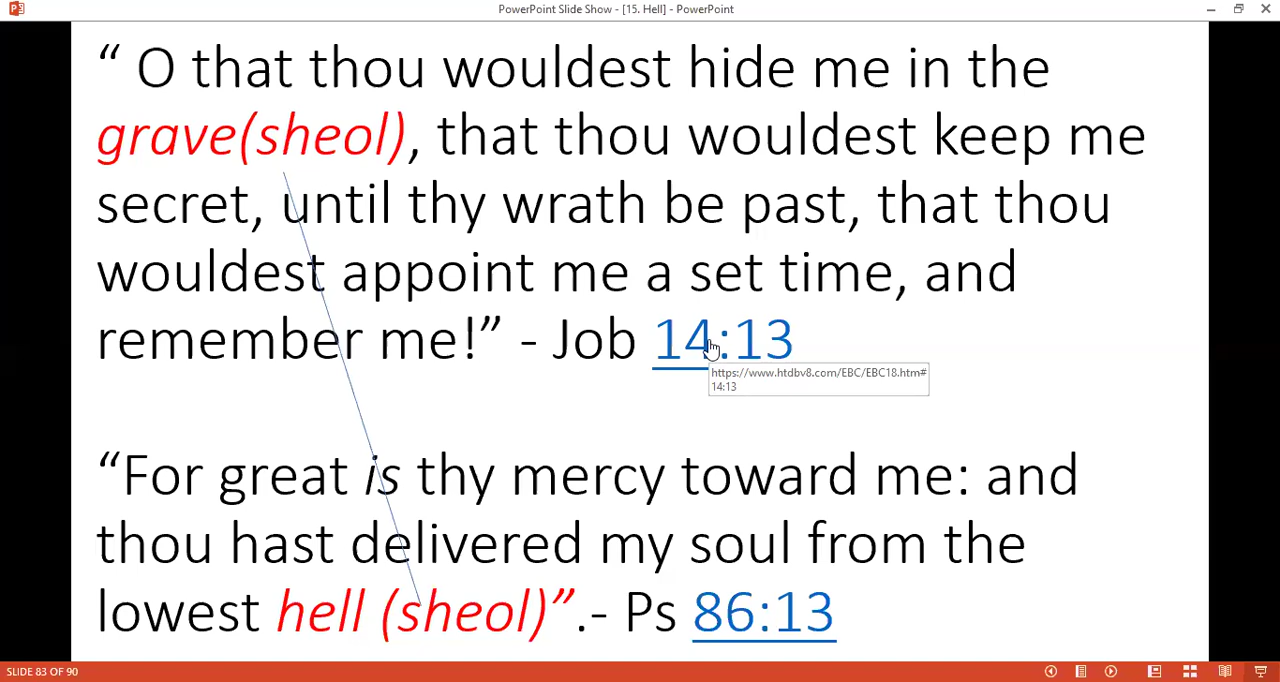 PowerPoint Slide Show - [15. Hell] - PowerPoint
“ O that thou wouldest hide me in the
grave(sheol), that thou wouldest keep me
secret, until thy wrath be past, that thou
wouldest appoint me a set time, and
remember me!” - Job 14:13
https://www.htdbv8.com/EBC/EBC18.htm#
14:13
“For great is thy mercy toward me: and
thou hast delivered my soul from the
lowest hell (sheol)”.- Ps 86:13
SLIDE 83 OF 90